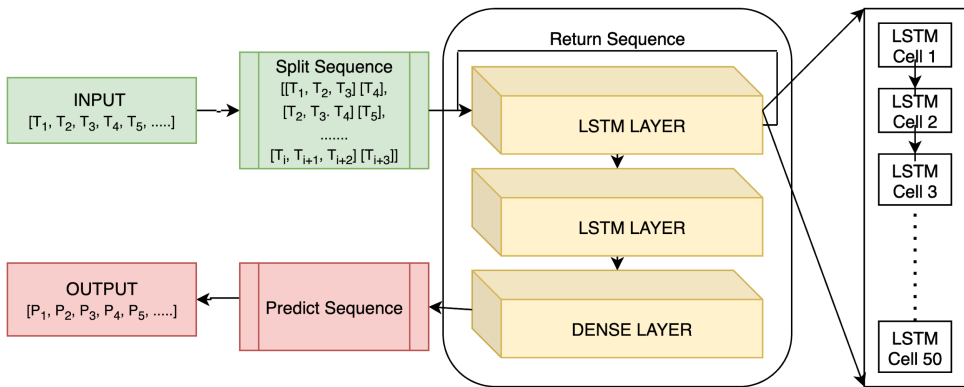 INPUT
[T₁, T₂, T₃, T₄, T₅, .....]
Split Sequence
[[T₁, T₂, T₃] [T₄],
[T₂, T₃. T₄] [T₅],
.......
[Tᵢ, Tᵢ₊₁, Tᵢ₊₂] [Tᵢ₊₃]]
Return Sequence
LSTM LAYER
LSTM LAYER
DENSE LAYER
Predict Sequence
OUTPUT
[P₁, P₂, P₃, P₄, P₅, .....]
LSTM
Cell 1
LSTM
Cell 2
LSTM
Cell 3
LSTM
Cell 50